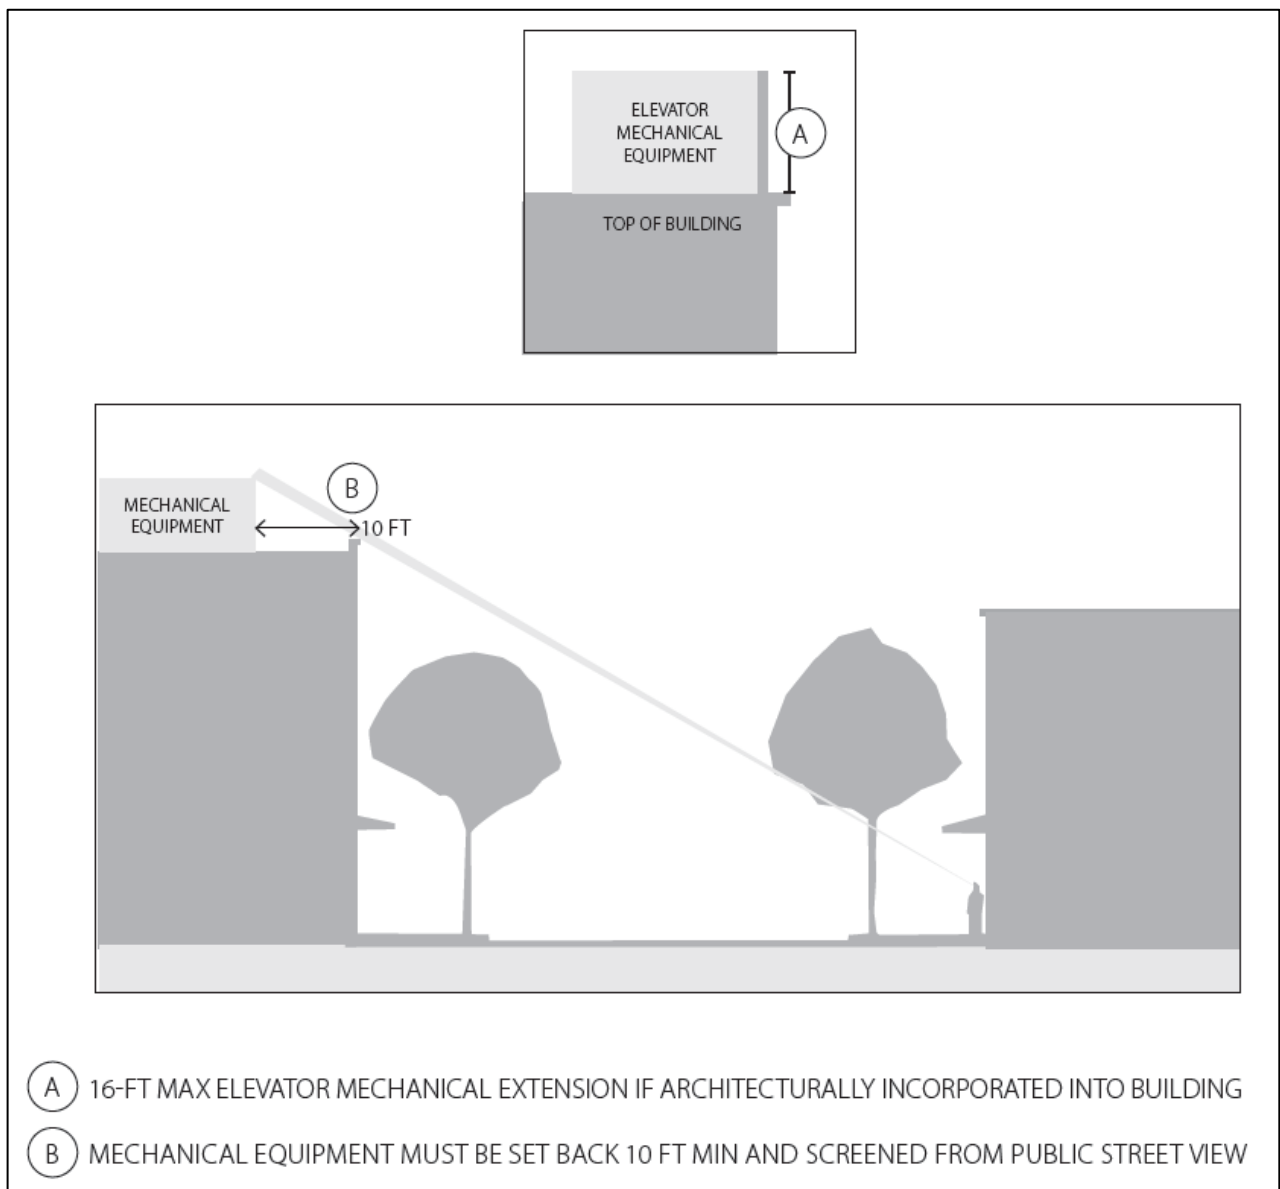 ELEVATOR
MECHANICAL
EQUIPMENT
A
TOP OF BUILDING
B
MECHANICAL
EQUIPMENT
10 FT
A 16-FT MAX ELEVATOR MECHANICAL EXTENSION IF ARCHITECTURALLY INCORPORATED INTO BUILDING
B MECHANICAL EQUIPMENT MUST BE SET BACK 10 FT MIN AND SCREENED FROM PUBLIC STREET VIEW